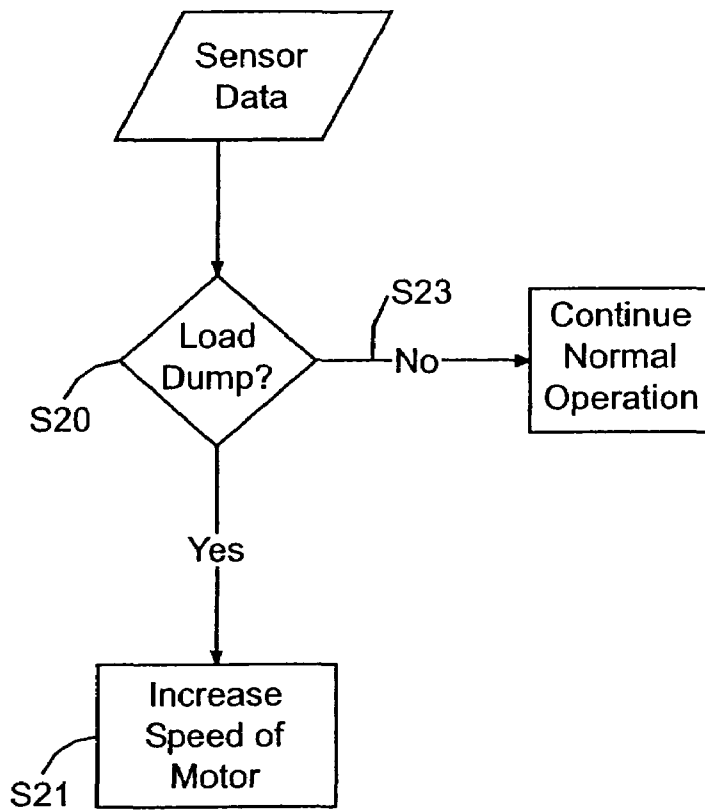 Sensor
Data
S23
Load
Dump?
No
Continue
Normal
Operation
S20
Yes
Increase
Speed of
Motor
S21